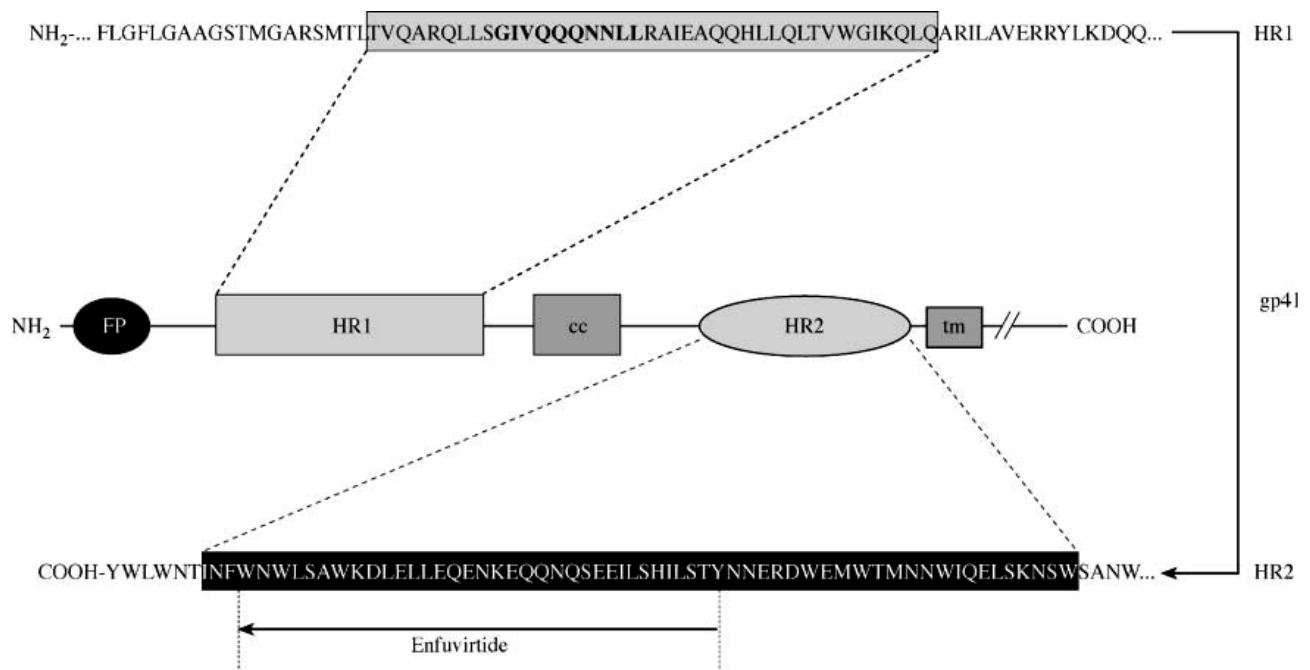 NH2-... FLGFLGAAGSTMGARSMTLTVQARQLLSGIVQQQNNLLRAIEAQQHLLQLTVWGIKQLQARILAVERRYLKDQQ... HR1
gp41
NH2 FP HR1 cc HR2 tm COOH
COOH-YWLWNTINFWNWLSAWKDLELLEQENKEQQNQSEEILSHILSTYNNERDWEMWTMNNWIQELSKNSWSANW... HR2
Enfuvirtide